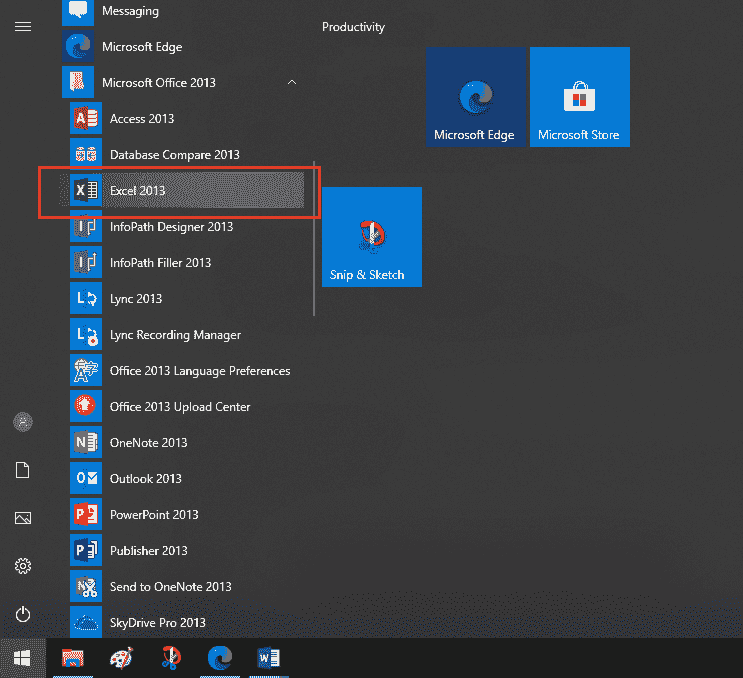 Messaging
Productivity
Microsoft Edge
Microsoft Office 2013
Access 2013
Database Compare 2013
Excel 2013
InfoPath Designer 2013
InfoPath Filler 2013
Lync 2013
Lync Recording Manager
Office 2013 Language Preferences
Office 2013 Upload Center
OneNote 2013
Outlook 2013
PowerPoint 2013
Publisher 2013
Send to OneNote 2013
SkyDrive Pro 2013
Microsoft Edge
Microsoft Store
Snip & Sketch